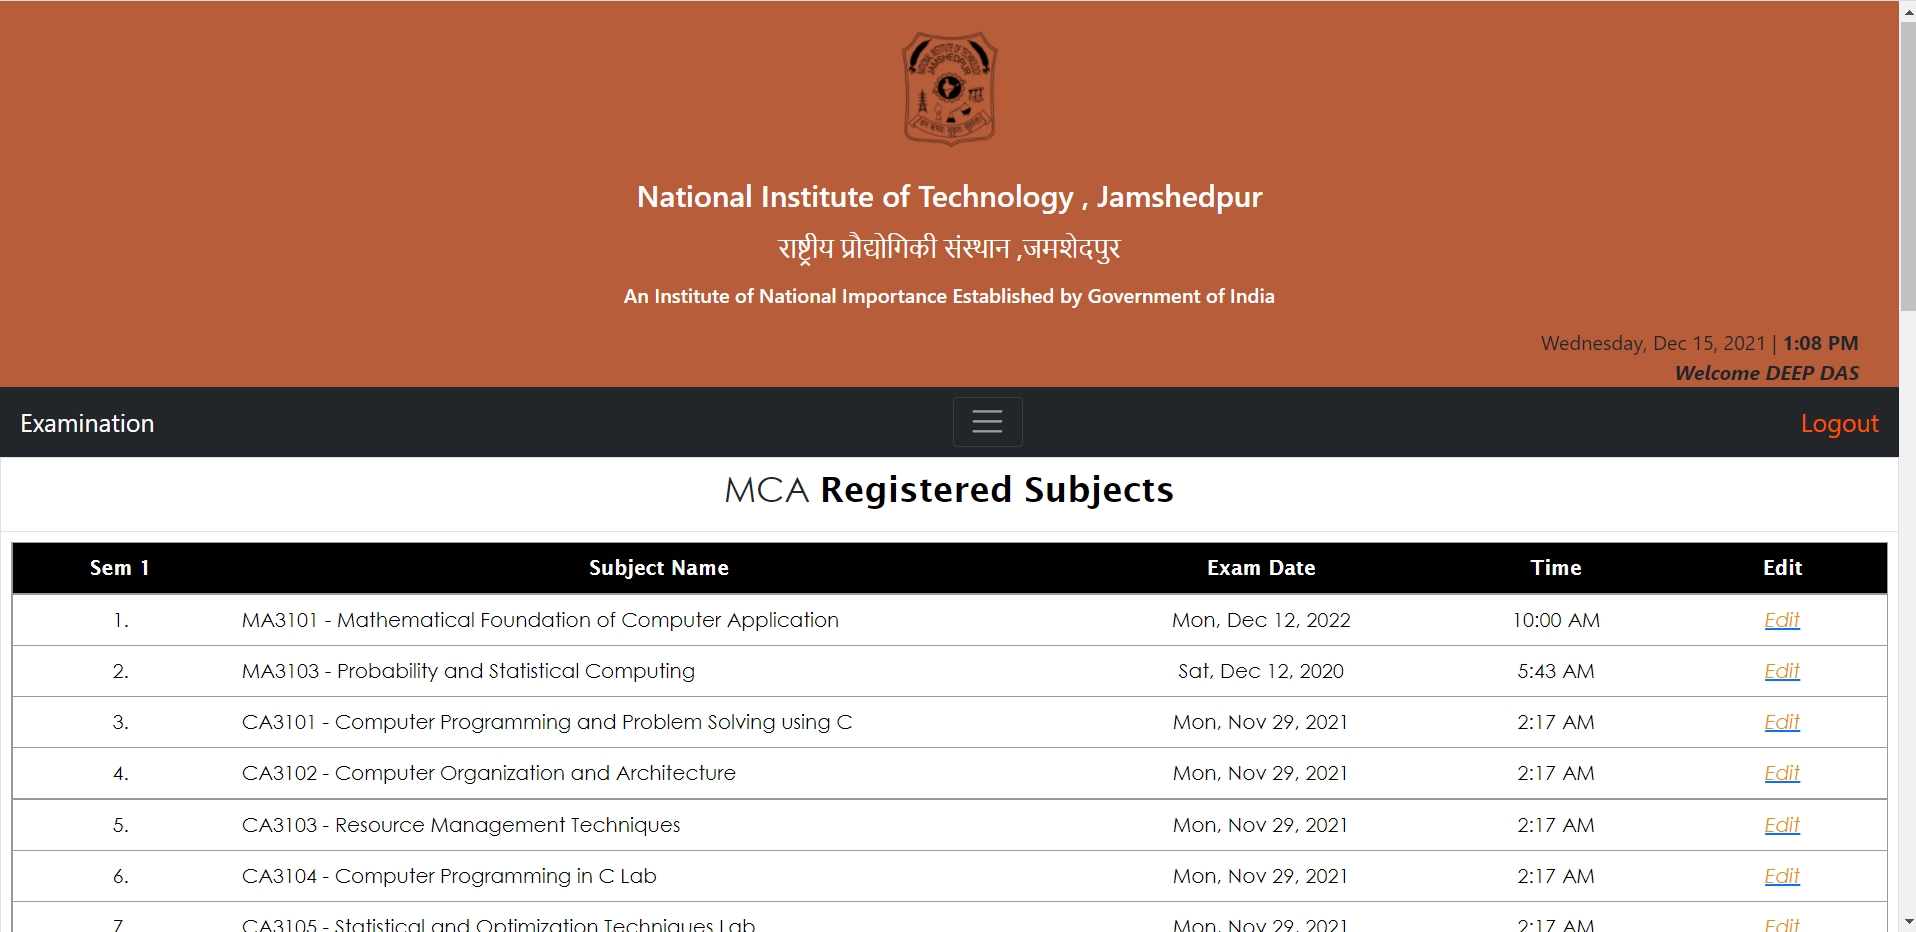 NATIONAL INSTITUTE OF TECHNOLOGY
JAMSHEDPUR
National Institute of Technology , Jamshedpur
राष्ट्रीय प्रौद्योगिकी संस्थान ,जमशेदपुर
An Institute of National Importance Established by Government of India
Wednesday, Dec 15, 2021 | 1:08 PM
Welcome DEEP DAS
Examination Logout
MCA Registered Subjects
Sem 1 Subject Name Exam Date Time Edit
1. MA3101 - Mathematical Foundation of Computer Application Mon, Dec 12, 2022 10:00 AM Edit
2. MA3103 - Probability and Statistical Computing Sat, Dec 12, 2020 5:43 AM Edit
3. CA3101 - Computer Programming and Problem Solving using C Mon, Nov 29, 2021 2:17 AM Edit
4. CA3102 - Computer Organization and Architecture Mon, Nov 29, 2021 2:17 AM Edit
5. CA3103 - Resource Management Techniques Mon, Nov 29, 2021 2:17 AM Edit
6. CA3104 - Computer Programming in C Lab Mon, Nov 29, 2021 2:17 AM Edit
7. CA3105 - Statistical and Optimization Techniques Lab Mon, Nov 29, 2021 2:17 AM Edit